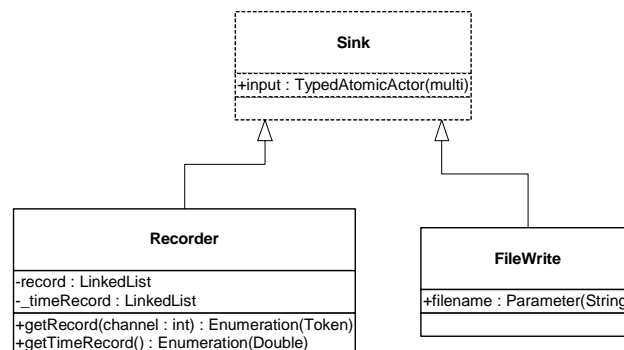 Sink
+input : TypedAtomicActor(multi)
Recorder
-record : LinkedList
-_timeRecord : LinkedList
+getRecord(channel : int) : Enumeration(Token)
+getTimeRecord() : Enumeration(Double)
FileWrite
+filename : Parameter(String